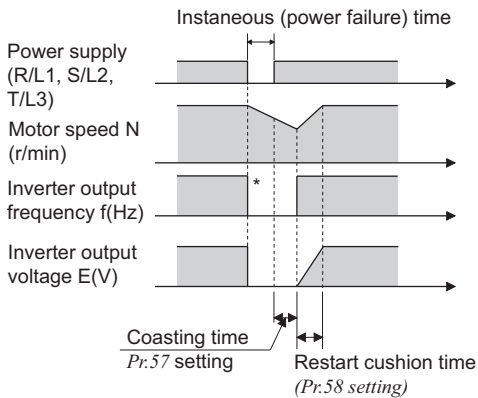 Instaneous (power failure) time
Power supply
(R/L1, S/L2,
T/L3)
Motor speed N
(r/min)
Inverter output
frequency f(Hz)
*
Inverter output
voltage E(V)
Coasting time
Pr.57 setting
Restart cushion time
(Pr.58 setting)